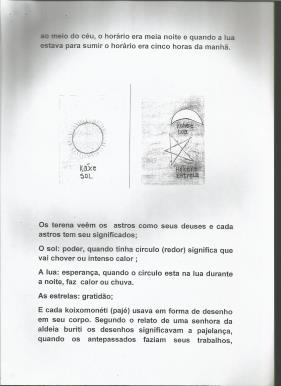 ao meio do céu, o horário era meia noite e quando a lua
estava para sumir o horário era cinco horas da manhã.
Kohee
lua
Kaxe
SOL
Hekere
estrela
Os terena veêm os astros como seus deuses e cada
astros tem seu significados;
O sol: poder, quando tinha circulo (redor) significa que
vai chover ou intenso calor ;
A lua: esperança, quando o circulo esta na lua durante
a noite, faz calor ou chuva.
As estrelas: gratidão;
E cada koixomonéti (pajé) usava em forma de desenho
em seu corpo. Segundo o relato de uma senhora da
aldeia buriti os desenhos significavam a pajelança,
quando os antepassados faziam seus trabalhos,